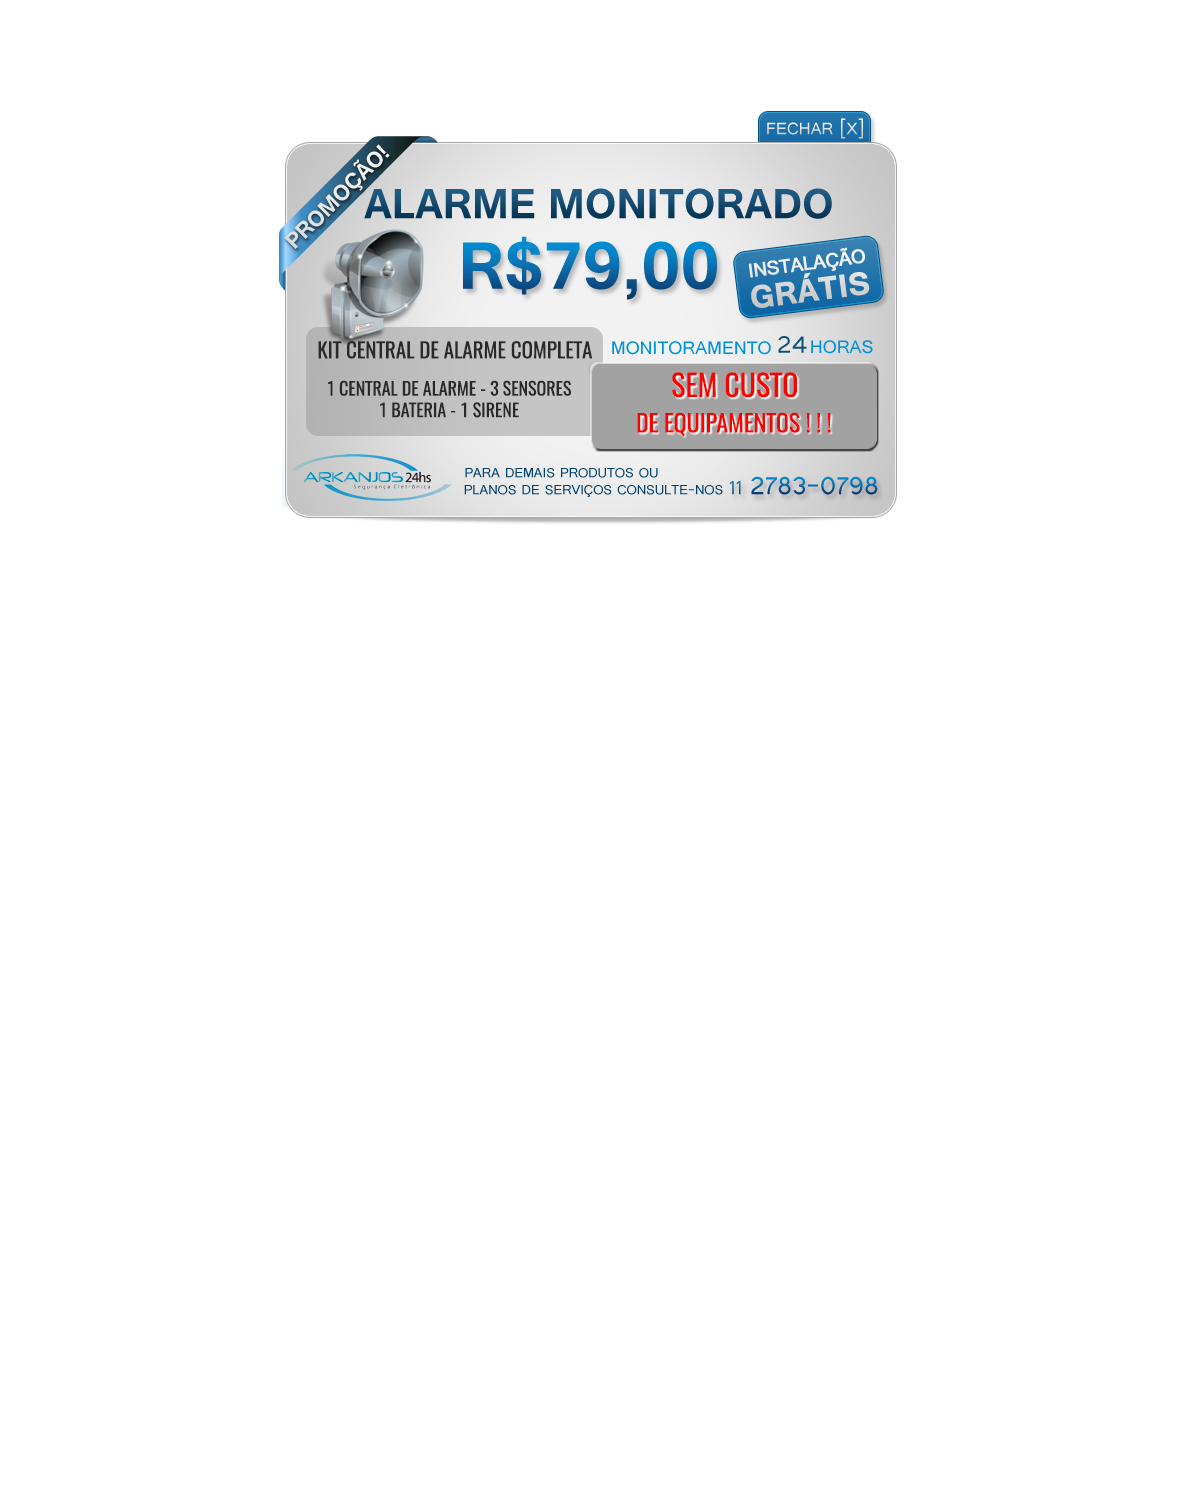 FECHAR [X]
PROMOÇÃO!
ALARME MONITORADO
R$79,00
INSTALAÇÃO
GRÁTIS
KIT CENTRAL DE ALARME COMPLETA
1 CENTRAL DE ALARME - 3 SENSORES
1 BATERIA - 1 SIRENE
MONITORAMENTO 24 HORAS
SEM CUSTO
DE EQUIPAMENTOS ! ! !
ARKANJOS 24hs
Segurança Eletrônica
PARA DEMAIS PRODUTOS OU
PLANOS DE SERVIÇOS CONSULTE-NOS 11 2783-0798